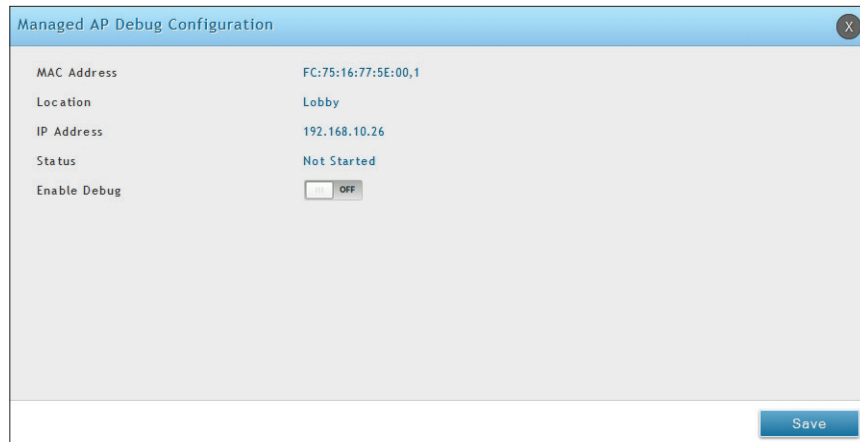 Managed AP Debug Configuration
X
MAC Address FC:75:16:77:5E:00,1
Location Lobby
IP Address 192.168.10.26
Status Not Started
Enable Debug OFF
Save